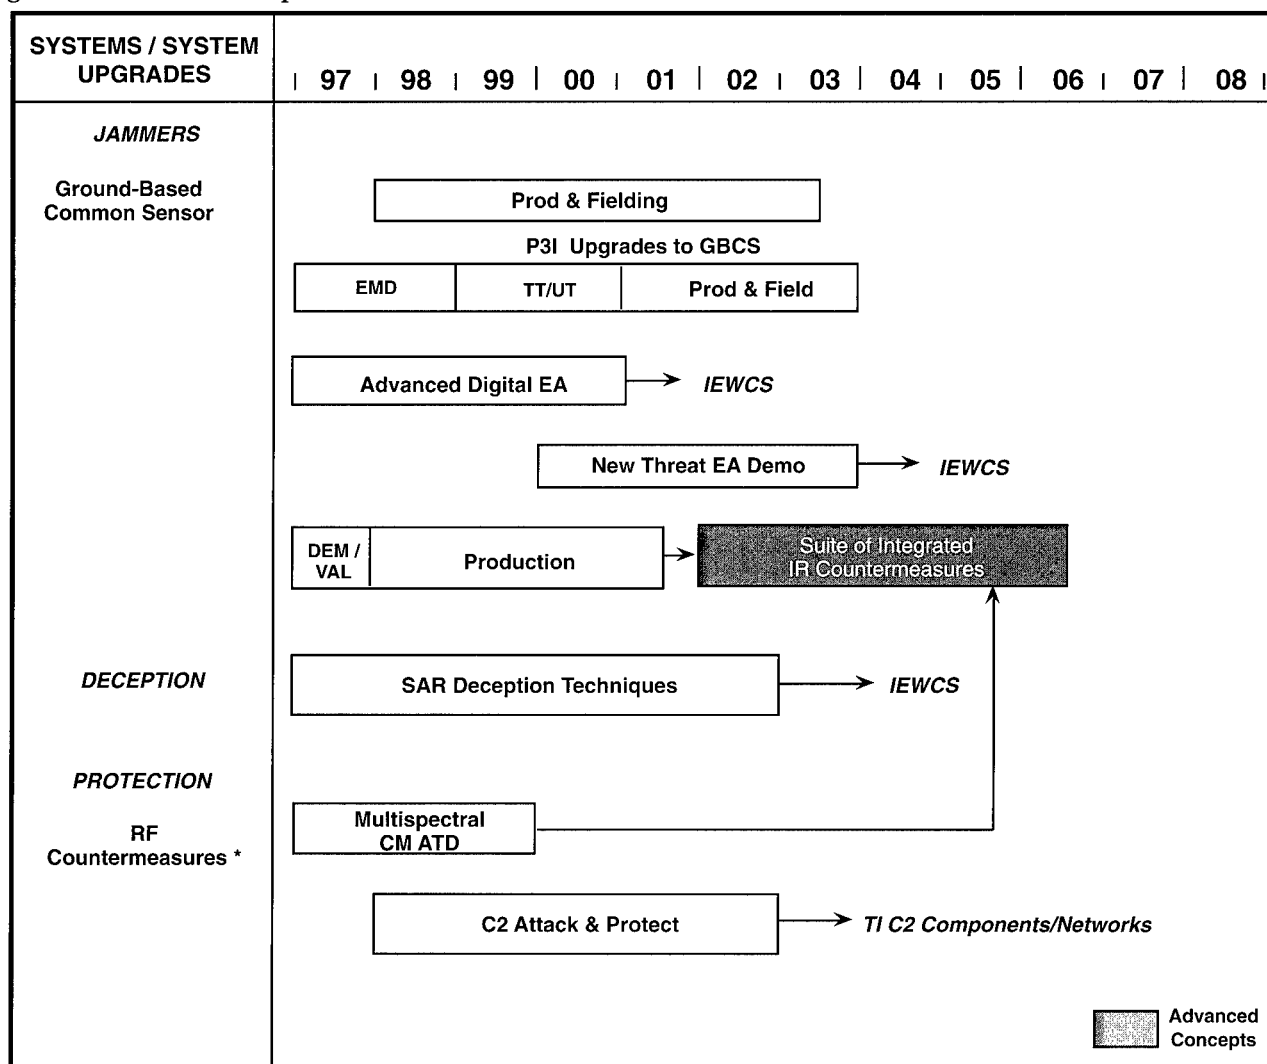 SYSTEMS / SYSTEM
UPGRADES
97 98 99 00 01 02 03 04 05 06 07 08
JAMMERS
Ground-Based
Common Sensor
Prod & Fielding
P3I Upgrades to GBCS
EMD TT/UT Prod & Field
Advanced Digital EA IEWCS
New Threat EA Demo IEWCS
DEM /
VAL
Production
Suite of Integrated
IR Countermeasures
DECEPTION
SAR Deception Techniques IEWCS
PROTECTION
RF
Countermeasures *
Multispectral
CM ATD
C2 Attack & Protect TI C2 Components/Networks
Advanced
Concepts